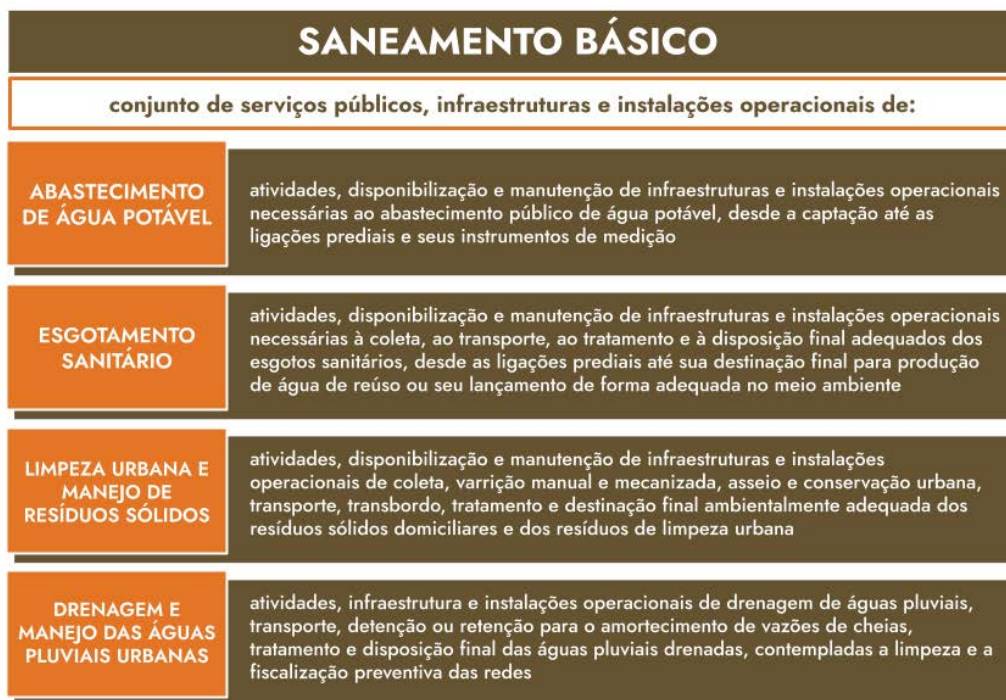 SANEAMENTO BÁSICO
conjunto de serviços públicos, infraestruturas e instalações operacionais de:
ABASTECIMENTO
DE ÁGUA POTÁVEL
atividades, disponibilização e manutenção de infraestruturas e instalações operacionais
necessárias ao abastecimento público de água potável, desde a captação até as
ligações prediais e seus instrumentos de medição
ESGOTAMENTO
SANITÁRIO
atividades, disponibilização e manutenção de infraestruturas e instalações operacionais
necessárias à coleta, ao transporte, ao tratamento e à disposição final adequados dos
esgotos sanitários, desde as ligações prediais até sua destinação final para produção
de água de reúso ou seu lançamento de forma adequada no meio ambiente
LIMPEZA URBANA E
MANEJO DE
RESÍDUOS SÓLIDOS
atividades, disponibilização e manutenção de infraestruturas e instalações
operacionais de coleta, varrição manual e mecanizada, asseio e conservação urbana,
transporte, transbordo, tratamento e destinação final ambientalmente adequada dos
resíduos sólidos domiciliares e dos resíduos de limpeza urbana
DRENAGEM E
MANEJO DAS ÁGUAS
PLUVIAIS URBANAS
atividades, infraestrutura e instalações operacionais de drenagem de águas pluviais,
transporte, detenção ou retenção para o amortecimento de vazões de cheias,
tratamento e disposição final das águas pluviais drenadas, contempladas a limpeza e a
fiscalização preventiva das redes